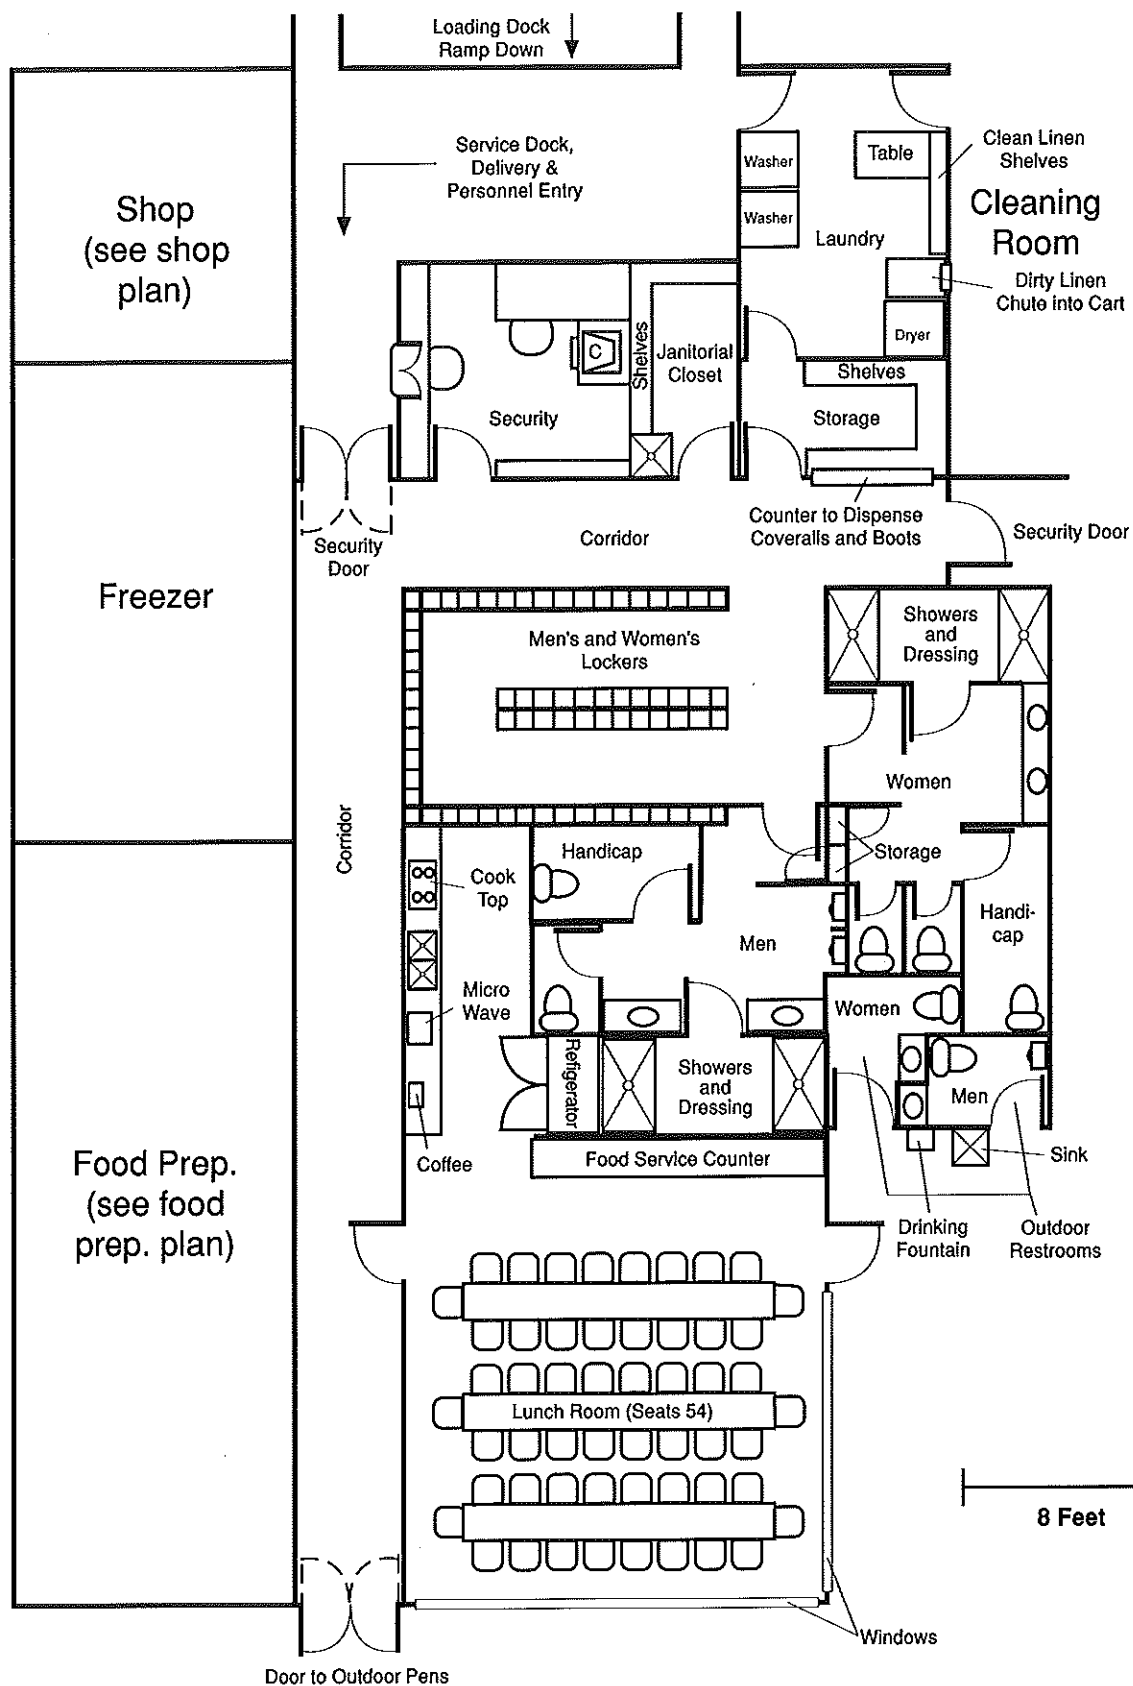 Loading Dock
Ramp Down
Service Dock,
Delivery &
Personnel Entry
Shop
(see shop
plan)
Washer
Washer
Table
Laundry
Clean Linen
Shelves
Cleaning
Room
Dirty Linen
Chute into Cart
Dryer
Shelves
Storage
C
Shelves
Janitorial
Closet
Security
Counter to Dispense
Coveralls and Boots
Security Door
Security
Door
Corridor
Freezer
Men's and Women's
Lockers
Showers
and
Dressing
Women
Corridor
Storage
Handicap
Cook
Top
Handi-
cap
Men
Micro
Wave
Women
Refigerator
Showers
and
Dressing
Men
Coffee
Food Service Counter
Sink
Food Prep.
(see food
prep. plan)
Drinking
Fountain
Outdoor
Restrooms
Lunch Room (Seats 54)
8 Feet
Windows
Door to Outdoor Pens